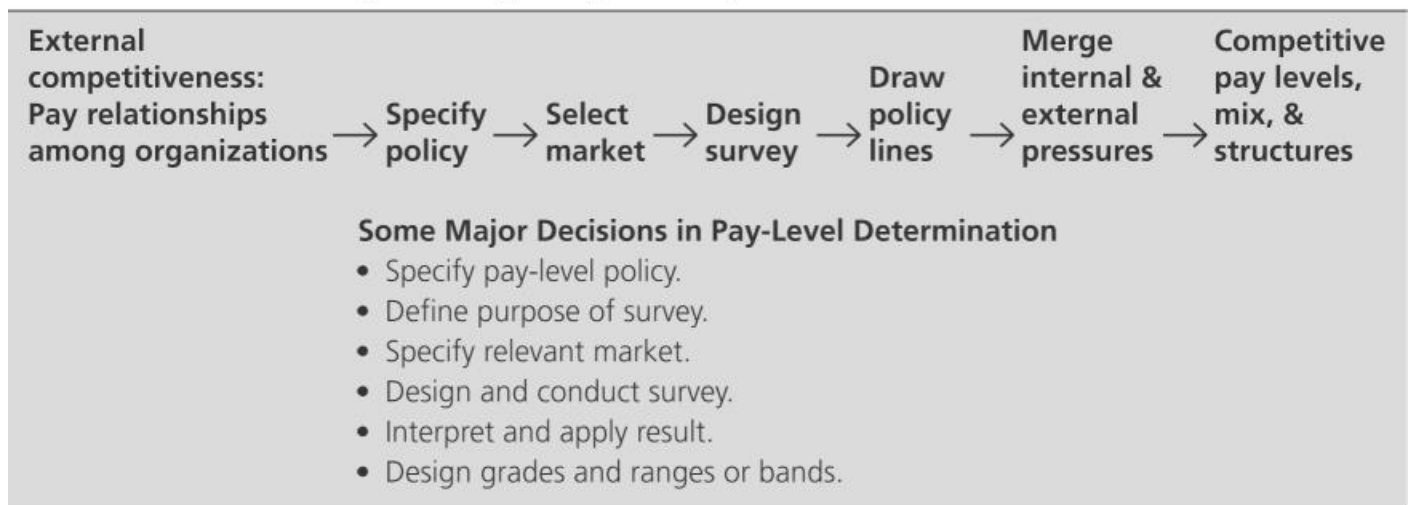 External
competitiveness:
Pay relationships
among organizations
→ Specify
policy
→ Select
market
→ Design
survey
→ Draw
policy
lines
→ Merge
internal &
external
pressures
→ Competitive
pay levels,
mix, &
structures
Some Major Decisions in Pay-Level Determination
• Specify pay-level policy.
• Define purpose of survey.
• Specify relevant market.
• Design and conduct survey.
• Interpret and apply result.
• Design grades and ranges or bands.